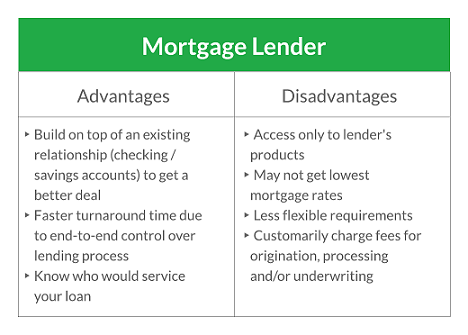 Mortgage Lender
Advantages
‣ Build on top of an existing
relationship (checking /
savings accounts) to get a
better deal
‣ Faster turnaround time due
to end-to-end control over
lending process
‣ Know who would service
your loan
Disadvantages
‣ Access only to lender's
products
‣ May not get lowest
mortgage rates
‣ Less flexible requirements
‣ Customarily charge fees for
origination, processing
and/or underwriting